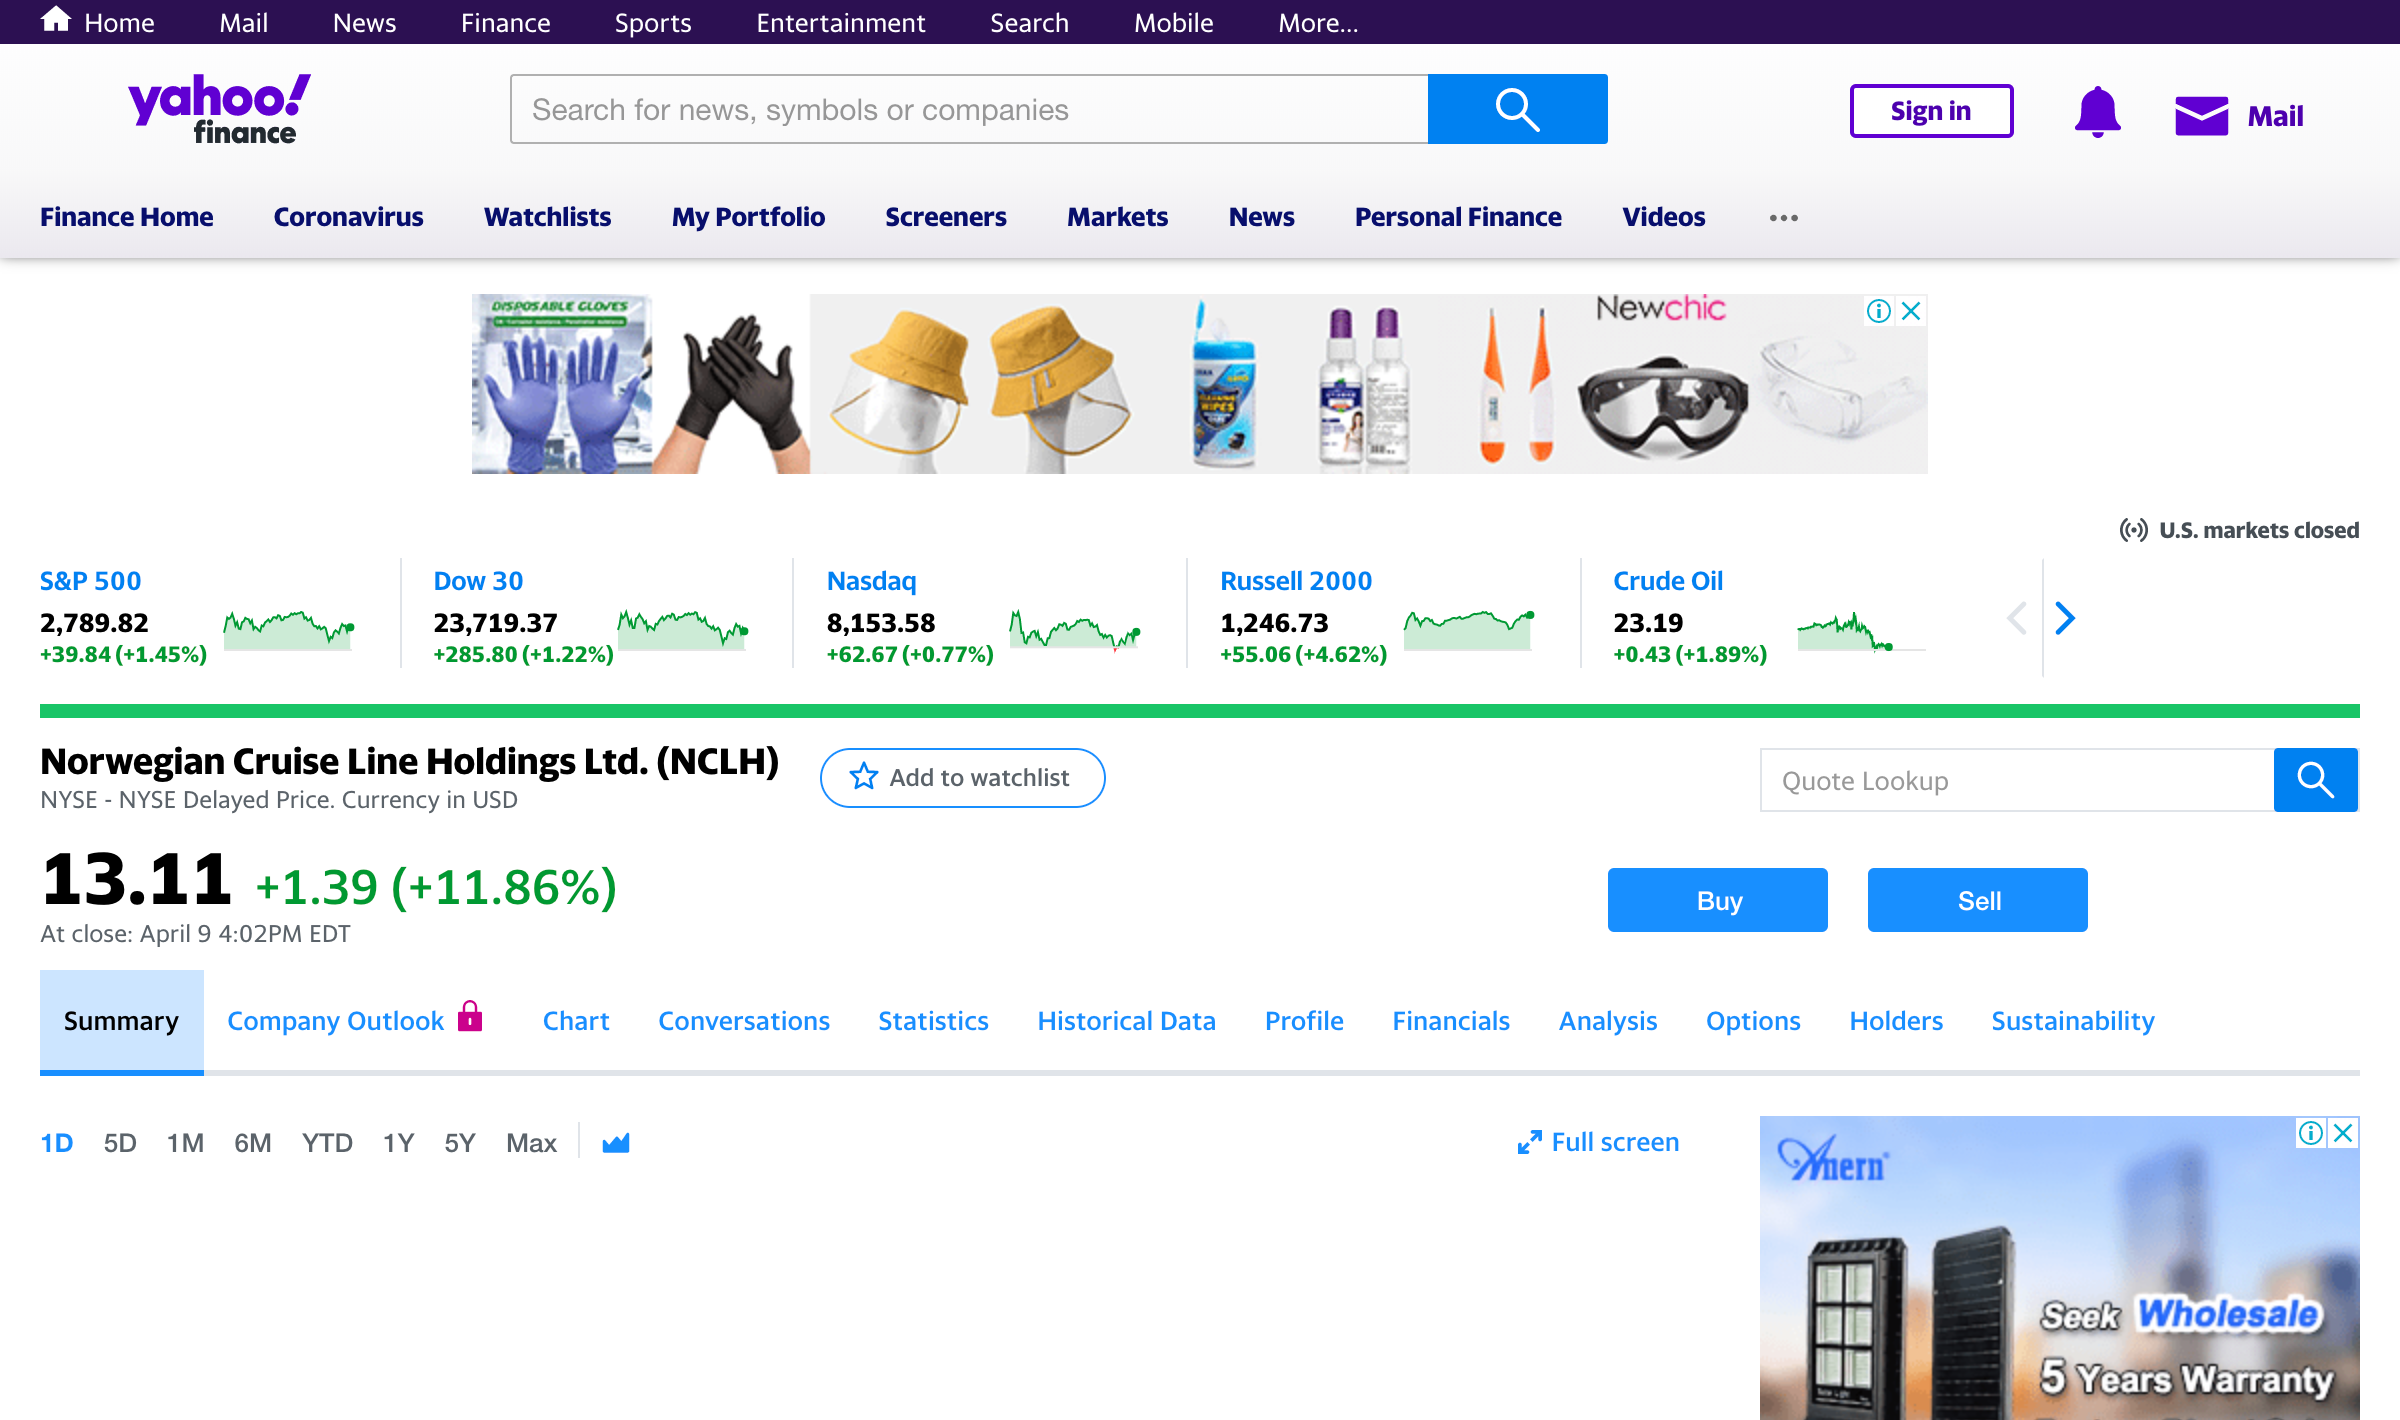 Home Mail News Finance Sports Entertainment Search Mobile More...
yahoo!
finance
Search for news, symbols or companies
Sign in
Mail
Finance Home Coronavirus Watchlists My Portfolio Screeners Markets News Personal Finance Videos
DISPOSABLE GLOVES
Newchic
CLEANING
WIPES
U.S. markets closed
S&P 500
2,789.82
+39.84 (+1.45%)
Dow 30
23,719.37
+285.80 (+1.22%)
Nasdaq
8,153.58
+62.67 (+0.77%)
Russell 2000
1,246.73
+55.06 (+4.62%)
Crude Oil
23.19
+0.43 (+1.89%)
Norwegian Cruise Line Holdings Ltd. (NCLH)
NYSE - NYSE Delayed Price. Currency in USD
Add to watchlist
Quote Lookup
13.11 +1.39 (+11.86%)
At close: April 9 4:02PM EDT
Buy
Sell
Summary Company Outlook Chart Conversations Statistics Historical Data Profile Financials Analysis Options Holders Sustainability
1D 5D 1M 6M YTD 1Y 5Y Max
Full screen
Anern
Seek Wholesale
5 Years Warranty